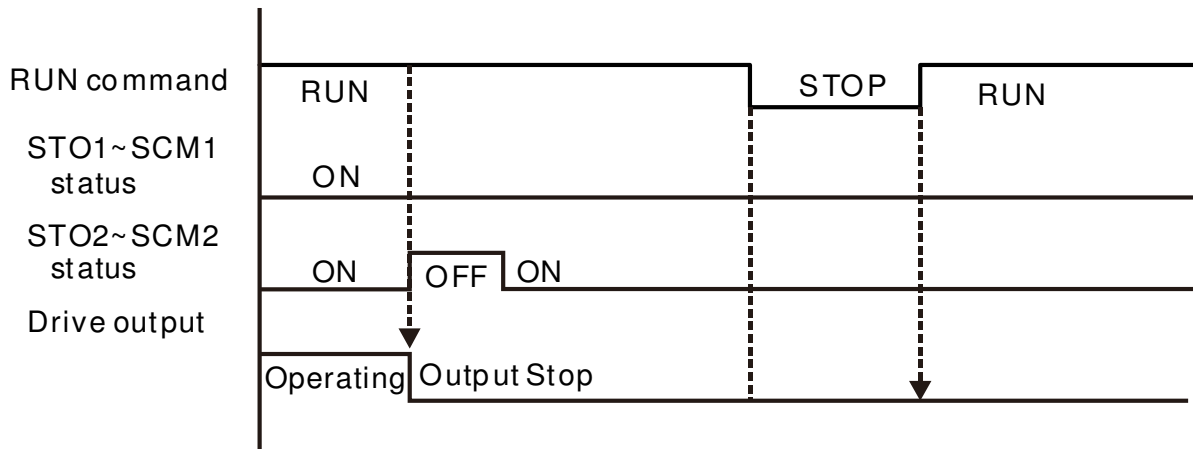 RUN command
RUN
STOP
RUN
STO1~SCM1
status
ON
STO2~SCM2
status
ON
OFF
ON
Drive output
Operating
Output Stop